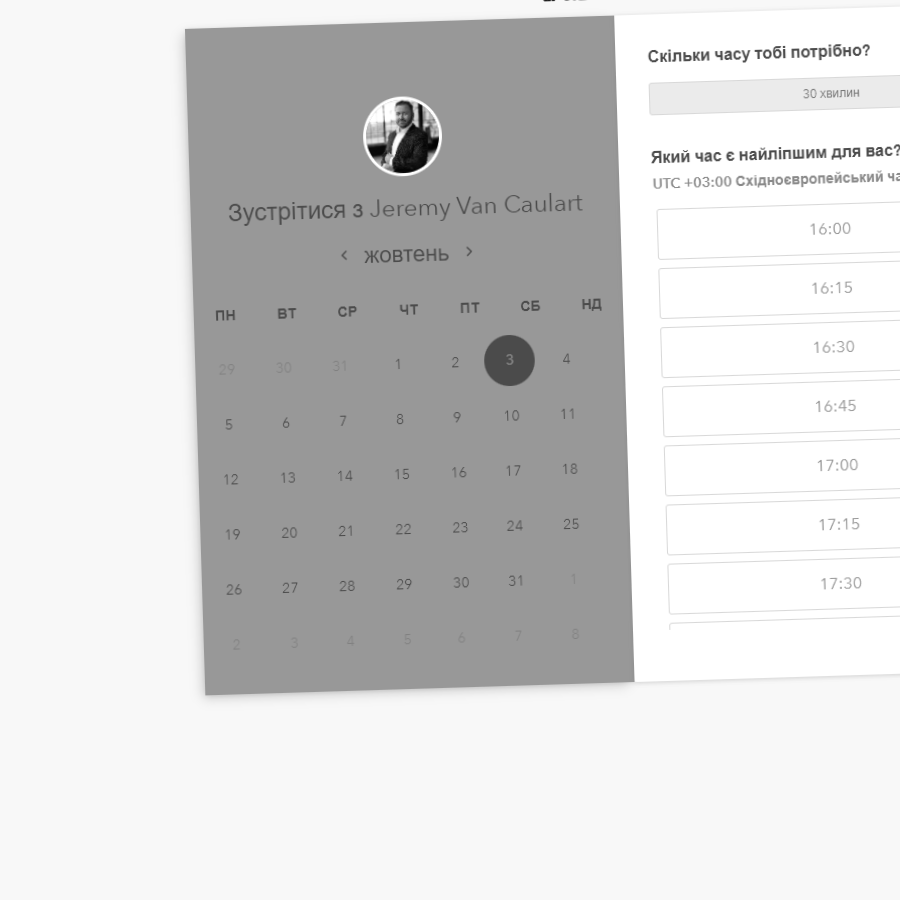 Зустрітися з Jeremy Van Caulart
жовтень
ПН ВТ СР ЧТ ПТ СБ НД
29 30 31 1 2 3 4
5 6 7 8 9 10 11
12 13 14 15 16 17 18
19 20 21 22 23 24 25
26 27 28 29 30 31 1
2 3 4 5 6 7 8
Скільки часу тобі потрібно?
30 хвилин
Який час є найліпшим для вас?
UTC +03:00 Східноєвропейський
16:00
16:15
16:30
16:45
17:00
17:15
17:30